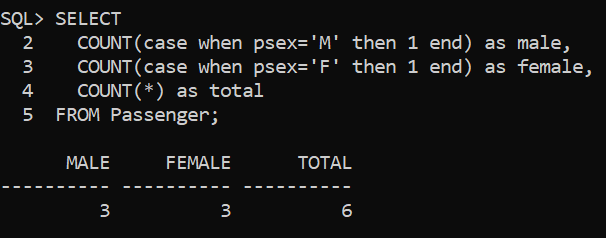 SQL> SELECT
  2    COUNT(case when psex='M' then 1 end) as male,
  3    COUNT(case when psex='F' then 1 end) as female,
  4    COUNT(*) as total
  5  FROM Passenger;
      MALE     FEMALE      TOTAL
---------- ---------- ----------
         3          3          6